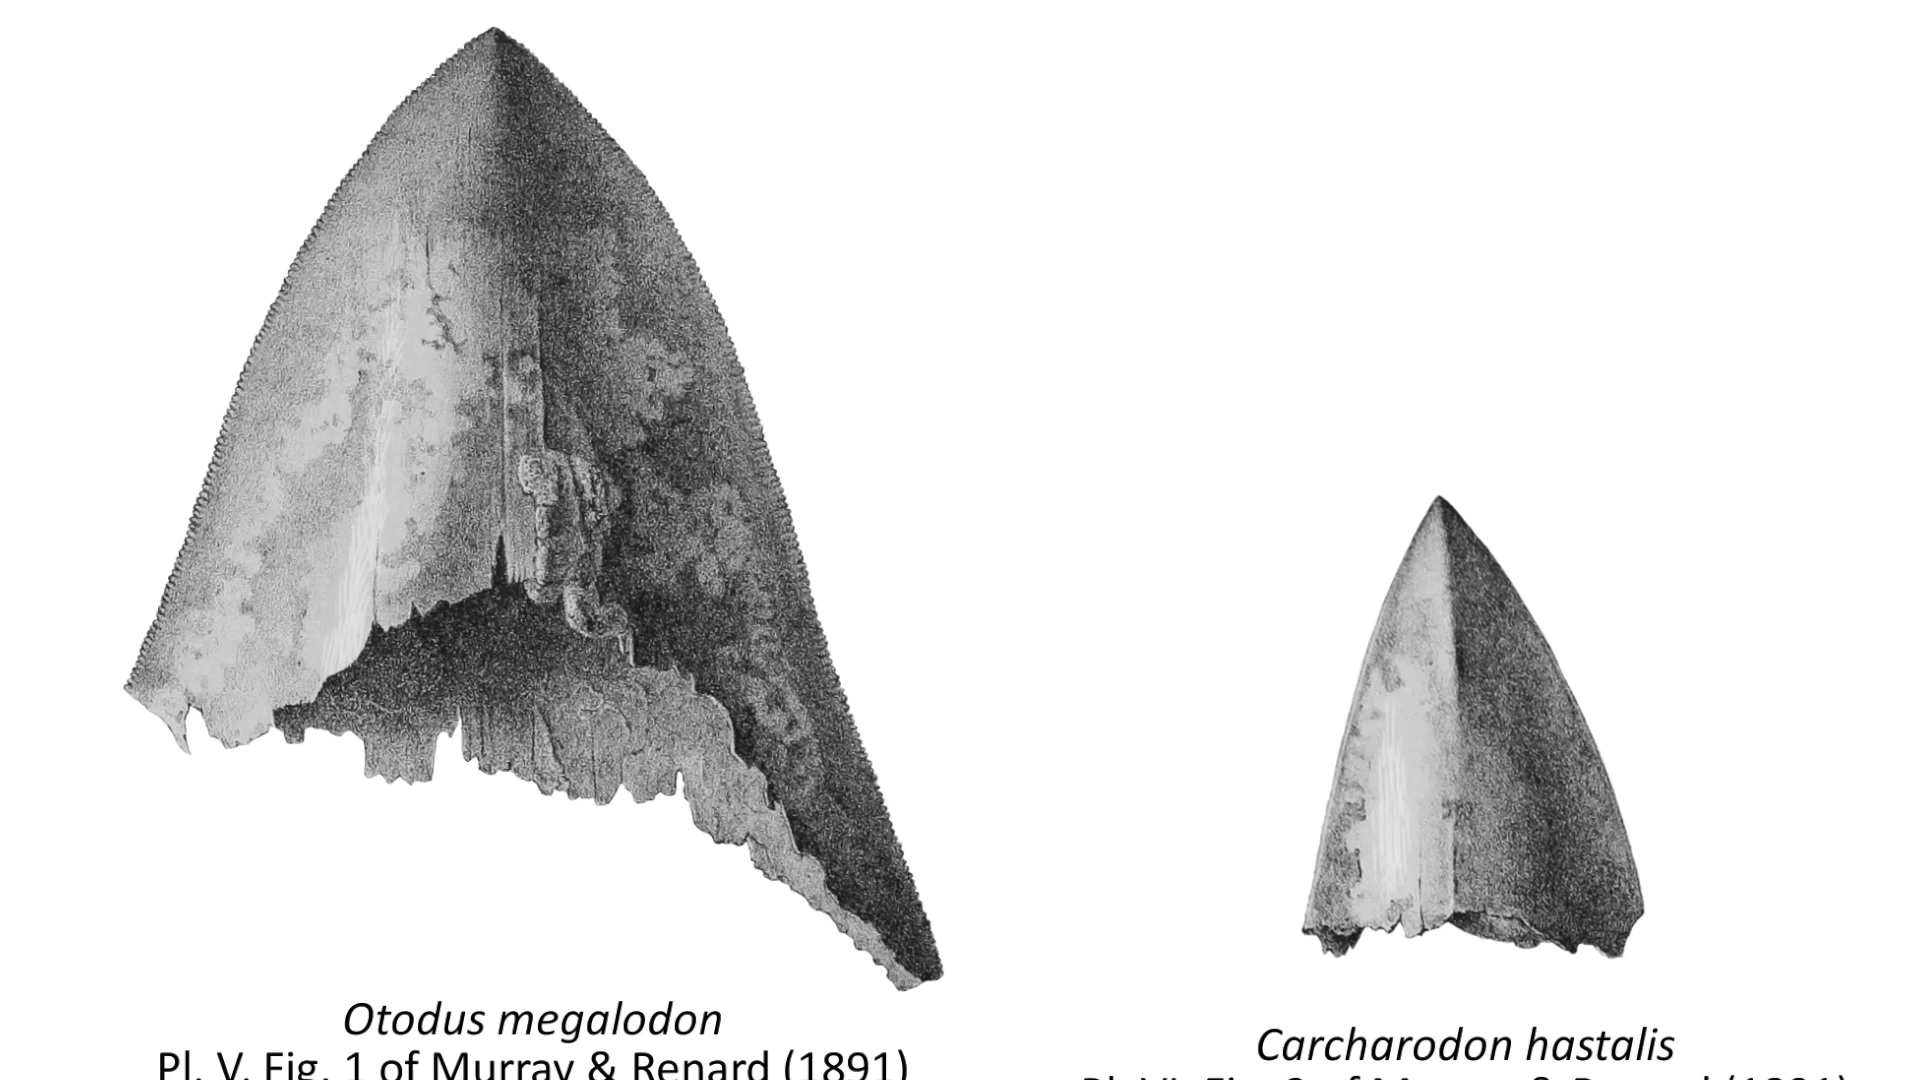 Otodus megalodon
Pl. V, Fig. 1 of Murray & Renard (1891)
Carcharodon hastalis